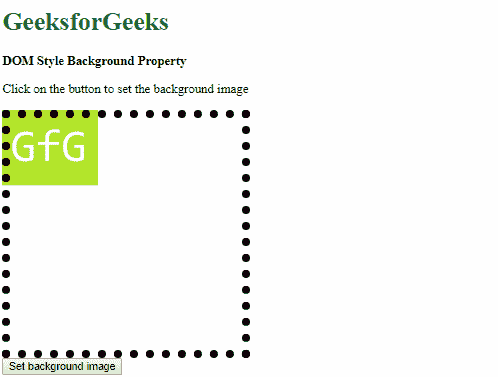 GeeksforGeeks
DOM Style Background Property
Click on the button to set the background image
GfG
Set background image